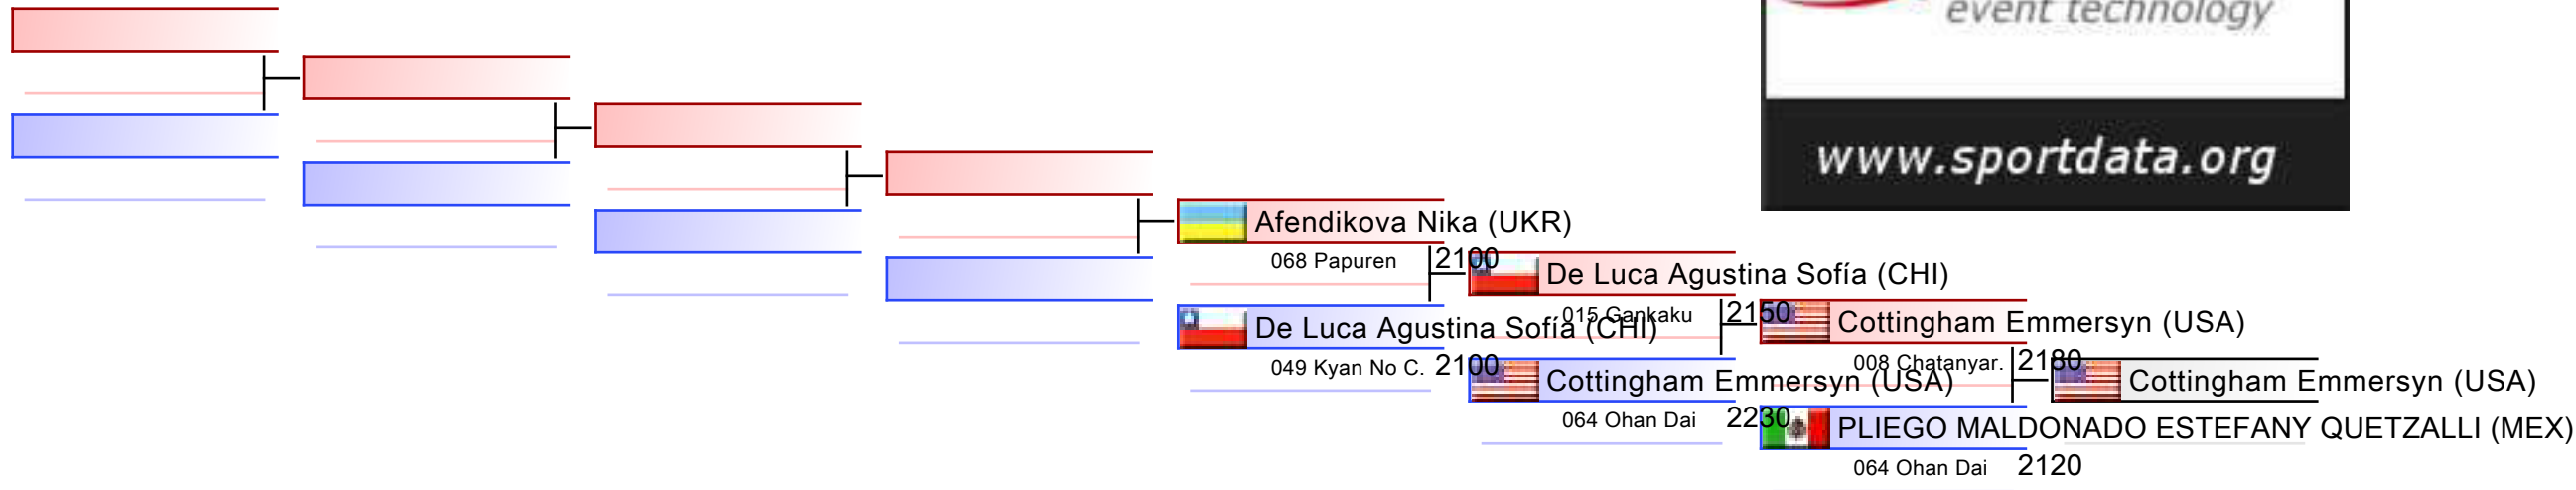 event technology
www.sportdata.org
Afendikova Nika (UKR)
068 Papuren 2100
De Luca Agustina Sofía (CHI)
049 Kyan No C. 2100
De Luca Agustina Sofía (CHI)
015 Gankaku 2150
Cottingham Emmersyn (USA)
064 Ohan Dai 2230
Cottingham Emmersyn (USA)
008 Chatanyar. 2180
PLIEGO MALDONADO ESTEFANY QUETZALLI (MEX)
064 Ohan Dai 2120
Cottingham Emmersyn (USA)